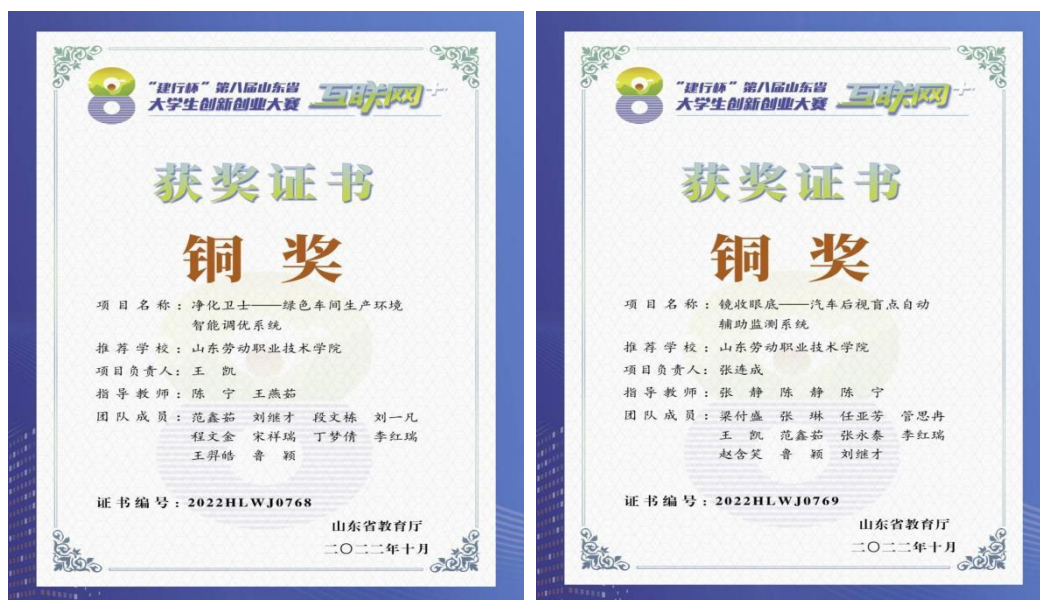 “建行杯”第八届山东省
大学生创新创业大赛 互联网+
获奖证书
铜奖
项目名称：净化卫士——绿色车间生产环境
智能调优系统
推荐学校：山东劳动职业技术学院
项目负责人：王凯
指导教师：陈宁 王燕茹
团队成员：范鑫茹 刘继才 段文栋 刘一凡
程文金 宋祥瑞 丁梦倩 李红瑞
王羿皓 鲁颖
证书编号：2022HLWJ0768
山东省教育厅
二〇二二年十月
“建行杯”第八届山东省
大学生创新创业大赛 互联网+
获奖证书
铜奖
项目名称：镜收眼底——汽车后视盲点自动
辅助监测系统
推荐学校：山东劳动职业技术学院
项目负责人：张连成
指导教师：张静 陈静 陈宁
团队成员：梁付盛 张琳 任亚芳 管思冉
王凯 范鑫茹 张永泰 李红瑞
赵含笑 鲁颖 刘继才
证书编号：2022HLWJ0769
山东省教育厅
二〇二二年十月